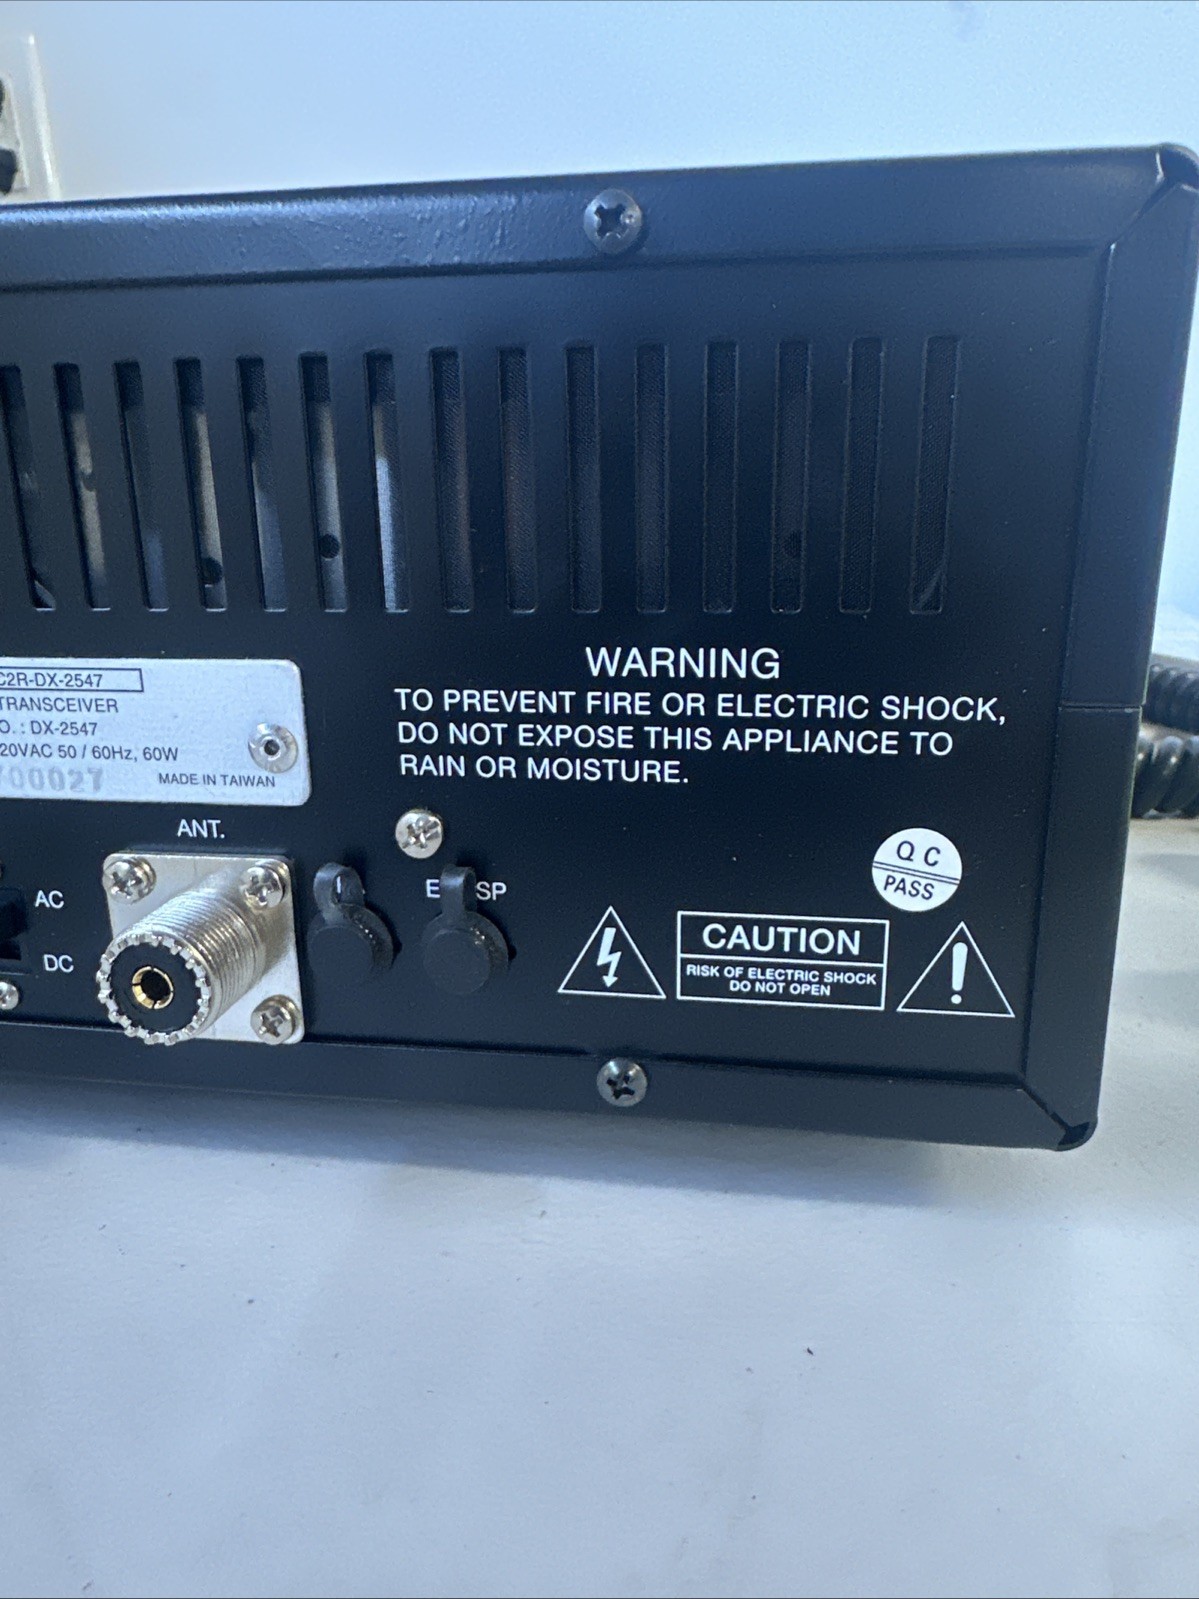 C2R-DX-2547
TRANSCEIVER
O. : DX-2547
20VAC 50 / 60Hz, 60W
700027
MADE IN TAIWAN
WARNING
TO PREVENT FIRE OR ELECTRIC SHOCK,
DO NOT EXPOSE THIS APPLIANCE TO
RAIN OR MOISTURE.
ANT.
AC
DC
SP
Q C
PASS
CAUTION
RISK OF ELECTRIC SHOCK
DO NOT OPEN